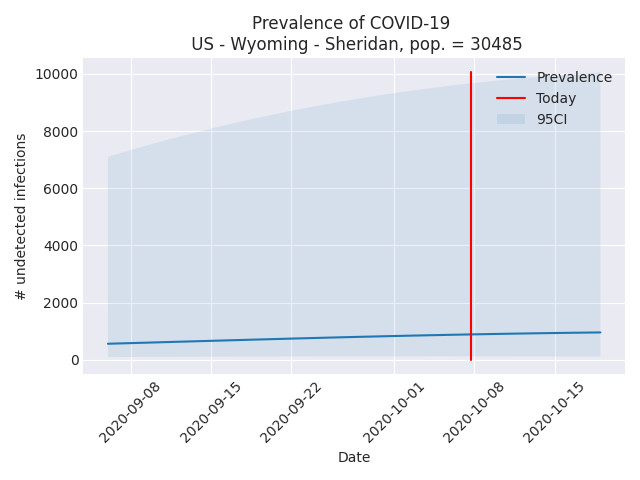 Prevalence of COVID-19
US - Wyoming - Sheridan, pop. = 30485
10000
8000
6000
4000
2000
0
# undetected infections
Prevalence
Today
95CI
2020-09-08
2020-09-15
2020-09-22
2020-10-01
2020-10-08
2020-10-15
Date